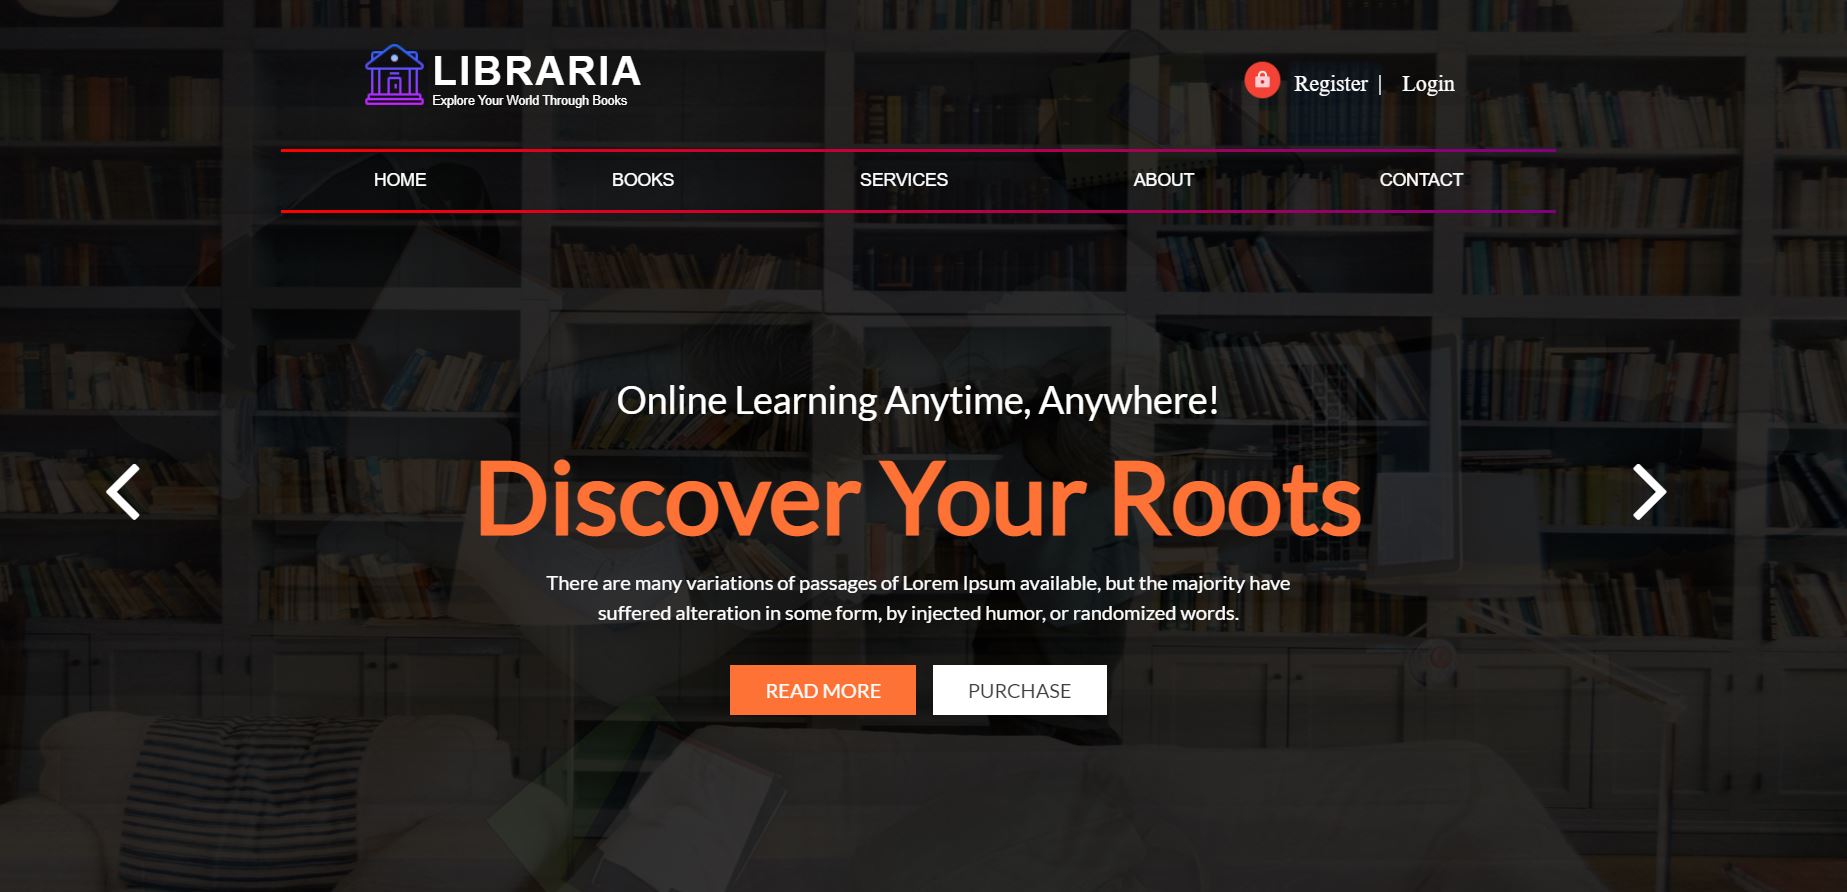 LIBRARIA
Explore Your World Through Books
Register | Login
HOME BOOKS SERVICES ABOUT CONTACT
Online Learning Anytime, Anywhere!
Discover Your Roots
There are many variations of passages of Lorem Ipsum available, but the majority have
suffered alteration in some form, by injected humor, or randomized words.
READ MORE PURCHASE